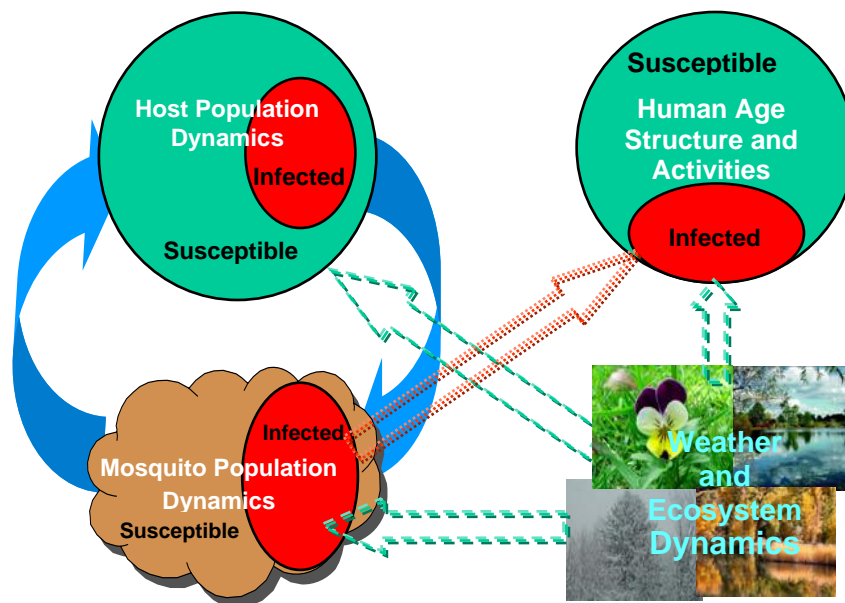 Host Population
Dynamics
Infected
Susceptible
Susceptible
Human Age
Structure and
Activities
Infected
Infected
Mosquito Population
Dynamics
Susceptible
Weather
and
Ecosystem
Dynamics